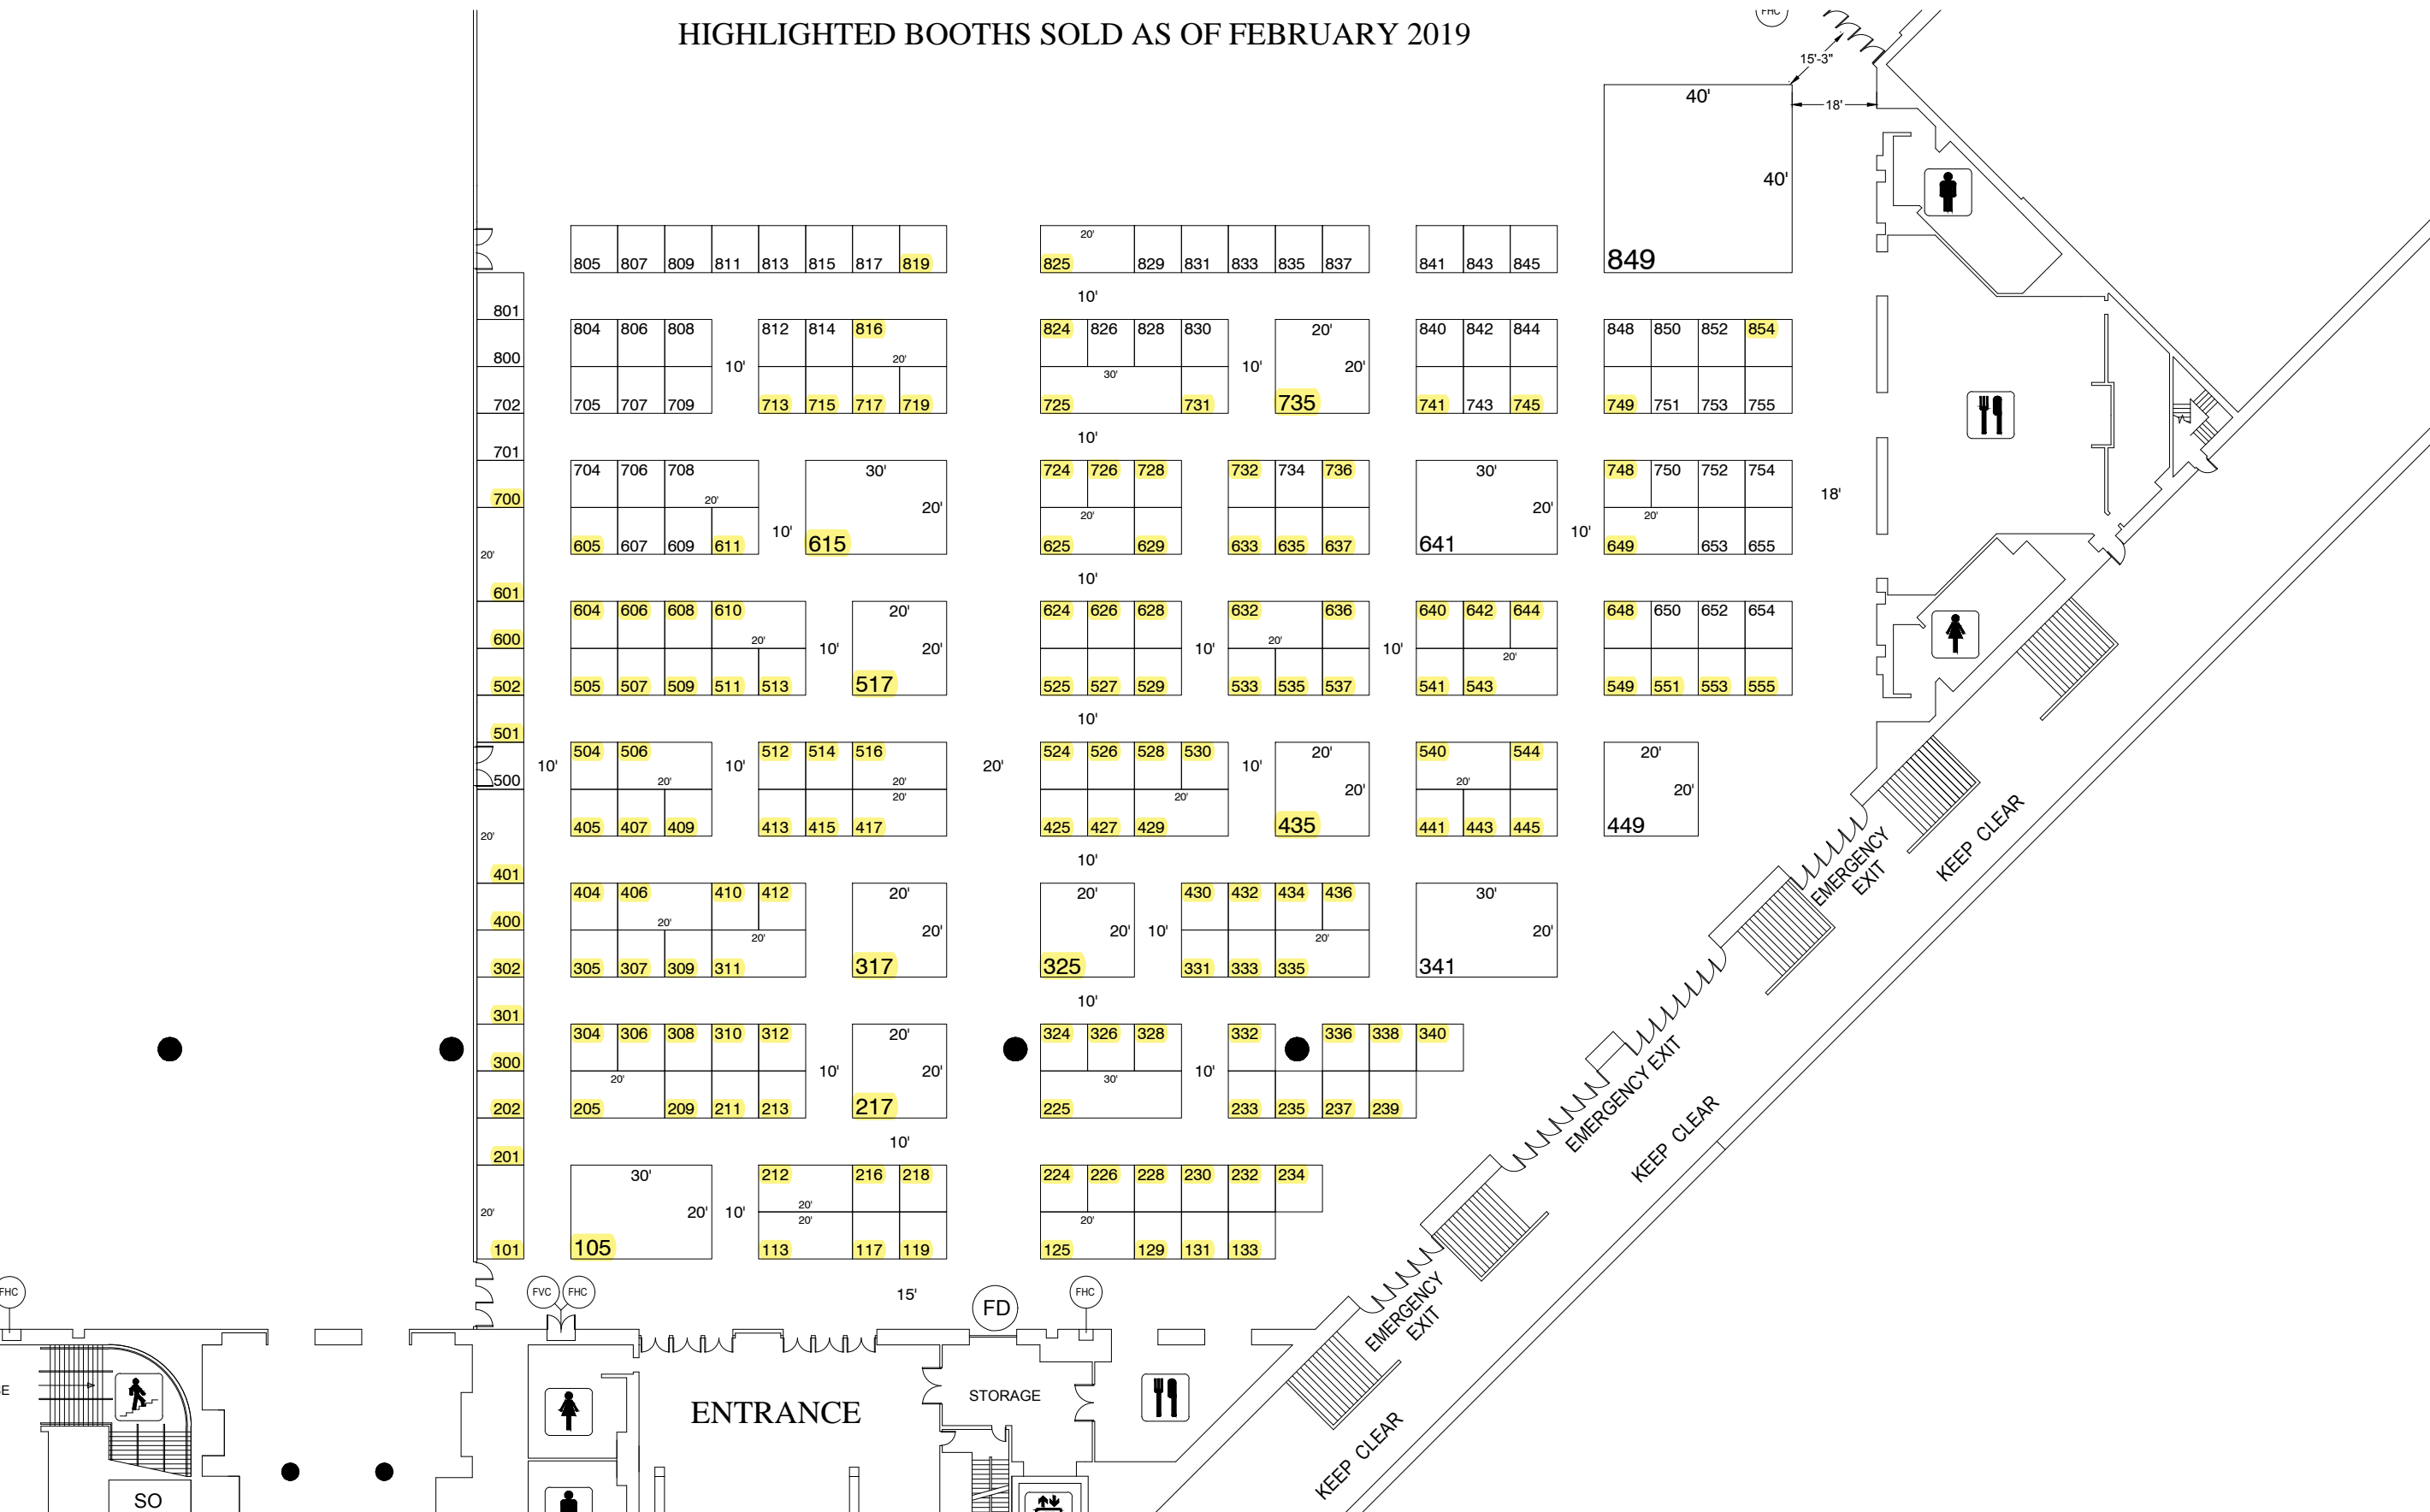 HIGHLIGHTED BOOTHS SOLD AS OF FEBRUARY 2019
FHC
15'-3"
18'
40'
40'
849
805 807 809 811 813 815 817 819
20'
825 829 831 833 835 837
841 843 845
10'
801
804 806 808 812 814 816 824 826 828 830 20' 840 842 844 848 850 852 854
800
10' 20' 30' 10' 20'
702
705 707 709 713 715 717 719 725 731 735 741 743 745 749 751 753 755
10'
701
704 706 708 30' 724 726 728 732 734 736 30' 748 750 752 754
700
20' 20' 20' 20' 20' 18'
10' 10'
605 607 609 611 615 625 629 633 635 637 641 649 653 655
20'
10'
601
604 606 608 610 20' 624 626 628 632 636 640 642 644 648 650 652 654
600
20' 10' 20' 10' 20' 10' 20'
502
505 507 509 511 513 517 525 527 529 533 535 537 541 543 549 551 553 555
10'
501
504 506 512 514 516 524 526 528 530 20' 540 544 20'
10' 10' 20' 10'
500
20' 20' 20' 20' 20' 20' 20'
405 407 409 413 415 417 425 427 429 435 441 443 445 449
20'
10'
401
404 406 410 412 20' 20' 430 432 434 436 30'
400
20' 20' 20' 20' 10' 20' 20'
302
305 307 309 311 317 325 331 333 335 341
10'
301
304 306 308 310 312 20' 324 326 328 332 336 338 340
300
20' 10' 20' 30' 10'
202
205 209 211 213 217 225 233 235 237 239
10'
201
30' 212 216 218 224 226 228 230 232 234
20' 20' 10' 20' 20' 20'
101
105 113 117 119 125 129 131 133
15'
EMERGENCY
EXIT
KEEP CLEAR
EMERGENCY EXIT
KEEP CLEAR
EMERGENCY
EXIT
KEEP CLEAR
FHC
FVC
FHC
FD
FHC
STORAGE
ENTRANCE
SO